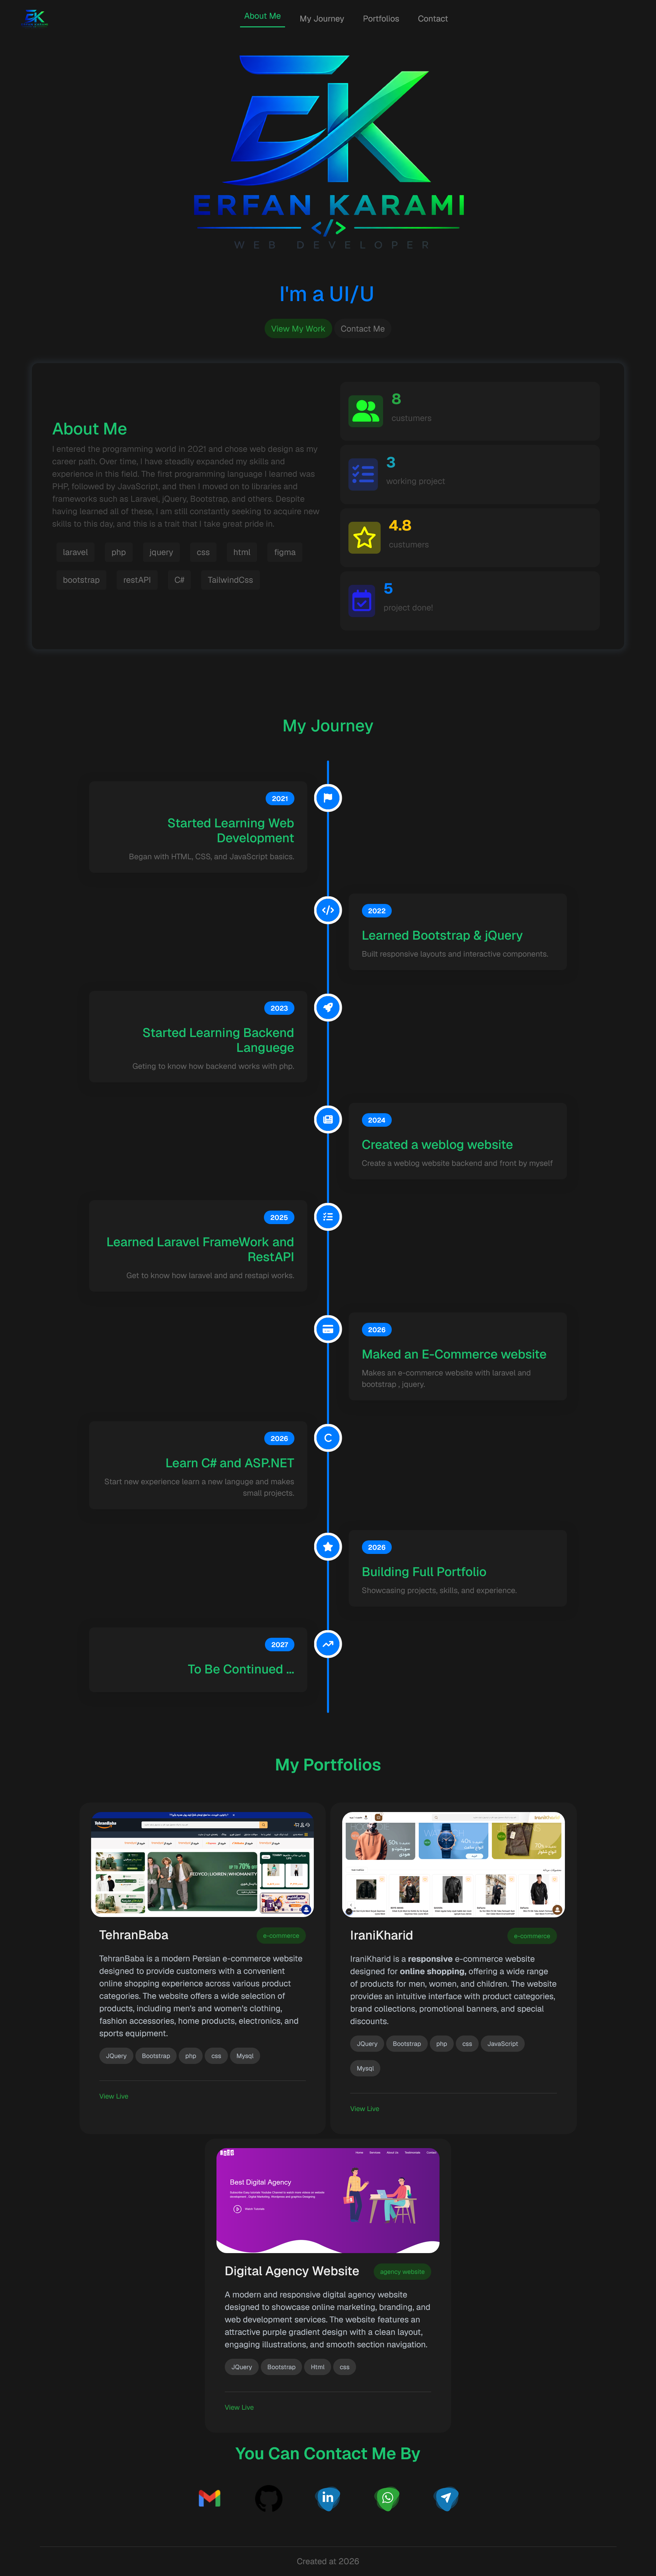 About Me
My Journey
Portfolios
Contact
ERFAN KARAMI
</>
WEB DEVELOPER
I'm a UI/U
View My Work
Contact Me
About Me
I entered the programming world in 2021 and chose web design as my
career path. Over time, I have steadily expanded my skills and
experience in this field. The first programming language I learned was
PHP, followed by JavaScript, and then I moved on to libraries and
frameworks such as Laravel, jQuery, Bootstrap, and others. Despite
having learned all of these, I am still constantly seeking to acquire new
skills to this day, and this is a trait that I take great pride in.
laravel
php
jquery
css
html
figma
bootstrap
restAPI
C#
TailwindCss
8
custumers
3
working project
4.8
custumers
5
project done!
My Journey
2021
Started Learning Web
Development
Began with HTML, CSS, and JavaScript basics.
2022
Learned Bootstrap & jQuery
Built responsive layouts and interactive components.
2023
Started Learning Backend
Languege
Geting to know how backend works with php.
2024
Created a weblog website
Create a weblog website backend and front by myself
2025
Learned Laravel FrameWork and
RestAPI
Get to know how laravel and and restapi works.
2026
Maked an E-Commerce website
Makes an e-commerce website with laravel and
bootstrap , jquery.
2026
C
Learn C# and ASP.NET
Start new experience learn a new languge and makes
small projects.
2026
Building Full Portfolio
Showcasing projects, skills, and experience.
2027
To Be Continued ...
My Portfolios
TehranBaba
UP TO 70% OFF
TehranBaba
e-commerce
TehranBaba is a modern Persian e-commerce website
designed to provide customers with a convenient
online shopping experience across various product
categories. The website offers a wide selection of
products, including men's and women's clothing,
fashion accessories, home products, electronics, and
sports equipment.
JQuery
Bootstrap
php
css
Mysql
View Live
IraniKharid
e-commerce
IraniKharid is a responsive e-commerce website
designed for online shopping, offering a wide range
of products for men, women, and children. The website
provides an intuitive interface with product categories,
brand collections, promotional banners, and special
discounts.
JQuery
Bootstrap
php
css
JavaScript
Mysql
View Live
Home
Services
About Us
Testimonials
Contact
Best Digital Agency
Watch Tutorials
Digital Agency Website
agency website
A modern and responsive digital agency website
designed to showcase online marketing, branding, and
web development services. The website features an
attractive purple gradient design with a clean layout,
engaging illustrations, and smooth section navigation.
JQuery
Bootstrap
Html
css
View Live
You Can Contact Me By
in
Created at 2026